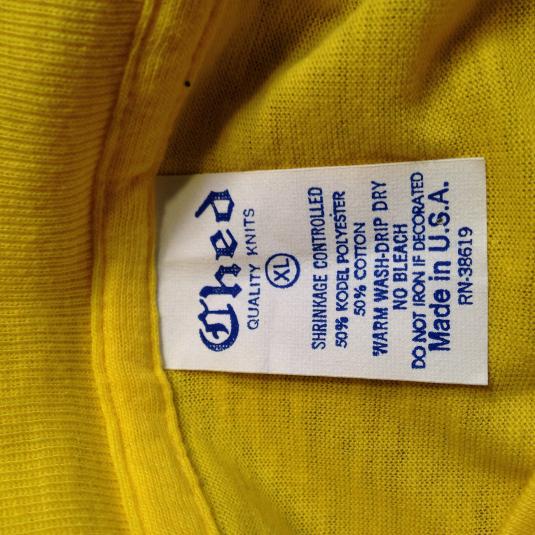 Ched
QUALITY KNITS
XL
SHRINKAGE CONTROLLED
50% KODEL POLYESTER
50% COTTON
WARM WASH-DRIP DRY
NO BLEACH
DO NOT IRON IF DECORATED
Made in U.S.A.
RN-38619